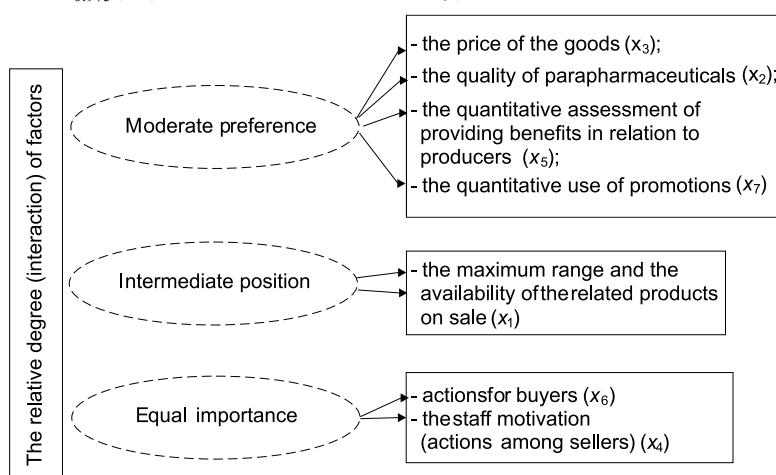 The relative degree (interaction) of factors
Moderate preference
- the price of the goods (x₃);
- the quality of parapharmaceuticals (x₂);
- the quantitative assessment of
providing benefits in relation to
producers (x₅);
- the quantitative use of promotions (x₇)
Intermediate position
- the maximum range and the
availability oftherelated products
on sale (x₁)
Equal importance
- actionsfor buyers (x₆)
- thestaff motivation
(actions among sellers) (x₄)